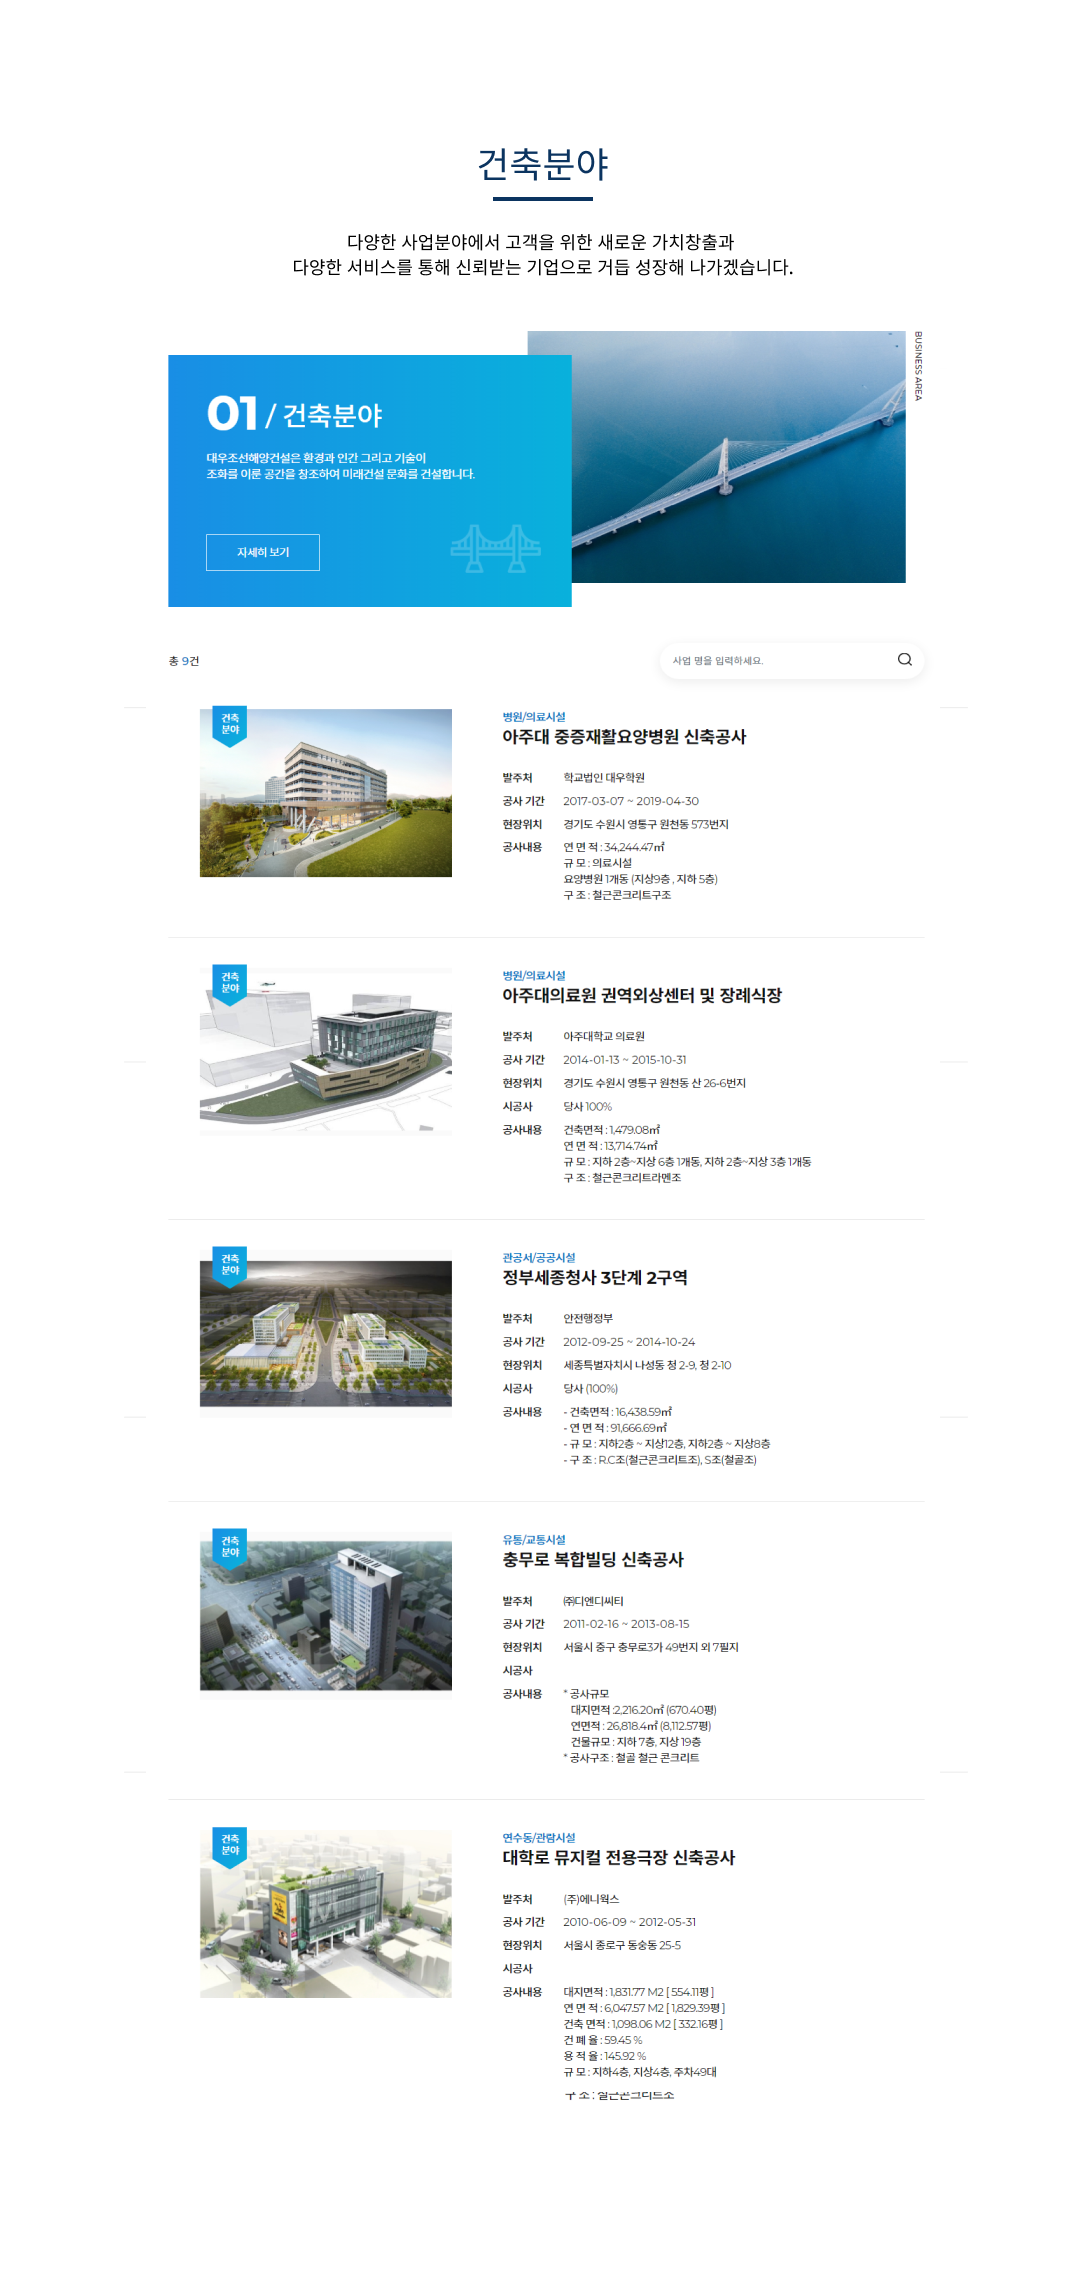 건축분야
다양한 사업분야에서 고객을 위한 새로운 가치창출과
다양한 서비스를 통해 신뢰받는 기업으로 거듭 성장해 나가겠습니다.
BUSINESS AREA
01 / 건축분야
대우조선해양건설은 환경과 인간 그리고 기술이
조화를 이룬 공간을 창조하여 미래건설 문화를 건설합니다.
자세히 보기
총 9건
사업 명을 입력하세요.
건축
분야
병원/의료시설
아주대 중증재활요양병원 신축공사
발주처 학교법인 대우학원
공사 기간 2017-03-07 ~ 2019-04-30
현장위치 경기도 수원시 영통구 원천동 573번지
공사내용 연 면 적 : 34,244.47㎡
규 모 : 의료시설
요양병원 1개동 (지상9층 , 지하 5층)
구 조 : 철근콘크리트구조
건축
분야
병원/의료시설
아주대의료원 권역외상센터 및 장례식장
발주처 아주대학교 의료원
공사 기간 2014-01-13 ~ 2015-10-31
현장위치 경기도 수원시 영통구 원천동 산 26-6번지
시공사 당사 100%
공사내용 건축면적 : 1,479.08㎡
연 면 적 : 13,714.74㎡
규 모 : 지하 2층~지상 6층 1개동, 지하 2층~지상 3층 1개동
구 조 : 철근콘크리트라멘조
건축
분야
관공서/공공시설
정부세종청사 3단계 2구역
발주처 안전행정부
공사 기간 2012-09-25 ~ 2014-10-24
현장위치 세종특별자치시 나성동 정 2-9, 정 2-10
시공사 당사 (100%)
공사내용 - 건축면적 : 16,438.59㎡
- 연 면 적 : 91,666.69㎡
- 규 모 : 지하2층 ~ 지상12층, 지하2층 ~ 지상8층
- 구 조 : R.C조(철근콘크리트조), S조(철골조)
건축
분야
유통/교통시설
충무로 복합빌딩 신축공사
발주처 ㈜디엔디씨티
공사 기간 2011-02-16 ~ 2013-08-15
현장위치 서울시 중구 충무로3가 49번지 외 7필지
시공사
공사내용 * 공사규모
대지면적 :2,216.20㎡ (670.40평)
연면적 : 26,818.4㎡ (8,112.57평)
건물규모 : 지하 7층, 지상 19층
* 공사구조 : 철골 철근 콘크리트
건축
분야
연수동/관람시설
대학로 뮤지컬 전용극장 신축공사
발주처 (주)에니웍스
공사 기간 2010-06-09 ~ 2012-05-31
현장위치 서울시 종로구 동숭동 25-5
시공사
공사내용 대지면적 : 1,831.77 M2 [ 554.11평 ]
연 면 적 : 6,047.57 M2 [ 1,829.39평 ]
건축 면적 : 1,098.06 M2 [ 332.16평 ]
건 폐 율 : 59.45 %
용 적 율 : 145.92 %
규 모 : 지하4층, 지상4층, 주차49대
구 조 : 철근콘크리트조